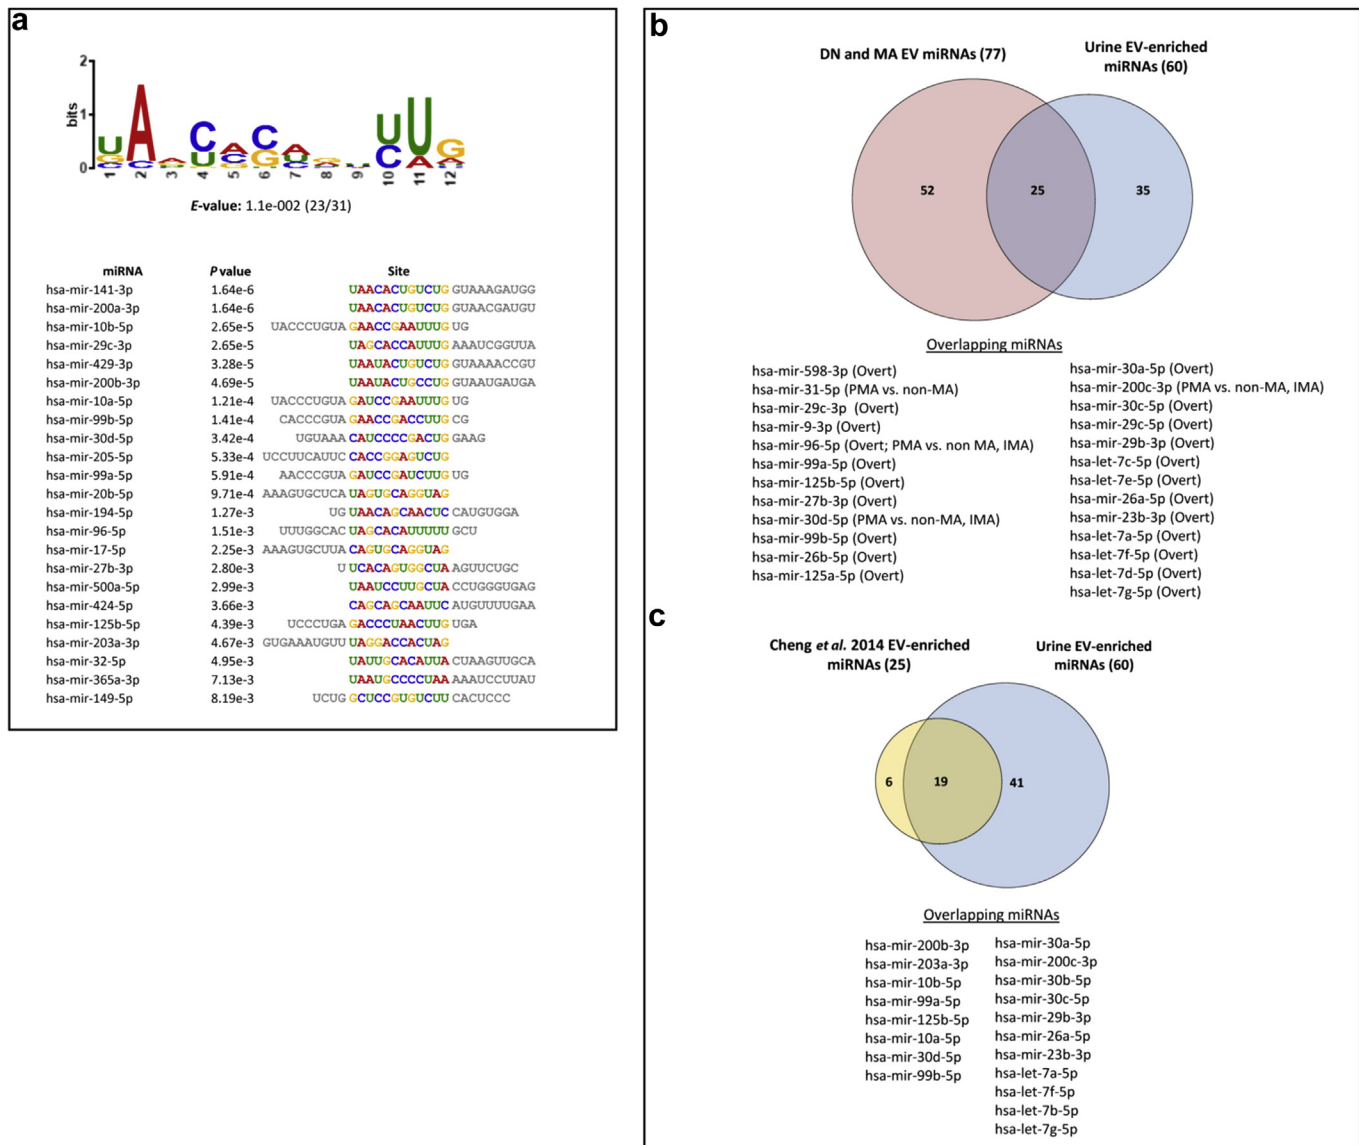 a
2
1
0
bits
UACACUUG
1 2 3 4 5 6 7 8 9 10 11 12
E-value: 1.1e-002 (23/31)
miRNA P value Site
hsa-mir-141-3p 1.64e-6 UAACACUGUCUG GUAAAGAUGG
hsa-mir-200a-3p 1.64e-6 UAACACUGUCUG GUAACGAUGU
hsa-mir-10b-5p 2.65e-5 UACCCUGUA GAACCGAAUUUG UG
hsa-mir-29c-3p 2.65e-5 UAGCACCAUUUG AAAUCGGUUA
hsa-mir-429-3p 3.28e-5 UAAUACUGUCUG GUAAAACCGU
hsa-mir-200b-3p 4.69e-5 UAAUACUGCCUG GUAAUGAUGA
hsa-mir-10a-5p 1.21e-4 UACCCUGUA GAUCCGAAUUUG UG
hsa-mir-99b-5p 1.41e-4 CACCCGUA GAACCGACCUUG CG
hsa-mir-30d-5p 3.42e-4 UGUAAA CAUCCCCGACUG GAAG
hsa-mir-205-5p 5.33e-4 UCCUUCAUUC CACCGGAGUCUG
hsa-mir-99a-5p 5.91e-4 AACCCGUA GAUCCGAUCUUG UG
hsa-mir-20b-5p 9.71e-4 AAAGUGCUCA UAGUGCAGGUAG
hsa-mir-194-5p 1.27e-3 UG UAACAGCAACUC CAUGUGGA
hsa-mir-96-5p 1.51e-3 UUUGGCAC UAGCACAUUUUU GCU
hsa-mir-17-5p 2.25e-3 AAAGUGCUUA CAGUGCAGGUAG
hsa-mir-27b-3p 2.80e-3 U UCACAGUGGCUA AGUUCUGC
hsa-mir-500a-5p 2.99e-3 UAAUCCUUGCUA CCUGGGUGAG
hsa-mir-424-5p 3.66e-3 CAGCAGCAAUUC AUGUUUUGAA
hsa-mir-125b-5p 4.39e-3 UCCCUGA GACCCUAACUUG UGA
hsa-mir-203a-3p 4.67e-3 GUGAAAUGUU UAGGACCACUAG
hsa-mir-32-5p 4.95e-3 UAUUGCACAUUA CUAAGUUGCA
hsa-mir-365a-3p 7.13e-3 UAAUGCCCCUAA AAAUCCUUAU
hsa-mir-149-5p 8.19e-3 UCUGG CUCCGUGUCUU CACUCCC
b
DN and MA EV miRNAs (77)
Urine EV-enriched
miRNAs (60)
52 25 35
Overlapping miRNAs
hsa-mir-598-3p (Overt)
hsa-mir-31-5p (PMA vs. non-MA)
hsa-mir-29c-3p (Overt)
hsa-mir-9-3p (Overt)
hsa-mir-96-5p (Overt; PMA vs. non MA, IMA)
hsa-mir-99a-5p (Overt)
hsa-mir-125b-5p (Overt)
hsa-mir-27b-3p (Overt)
hsa-mir-30d-5p (PMA vs. non-MA, IMA)
hsa-mir-99b-5p (Overt)
hsa-mir-26b-5p (Overt)
hsa-mir-125a-5p (Overt)
hsa-mir-30a-5p (Overt)
hsa-mir-200c-3p (PMA vs. non-MA, IMA)
hsa-mir-30c-5p (Overt)
hsa-mir-29c-5p (Overt)
hsa-mir-29b-3p (Overt)
hsa-let-7c-5p (Overt)
hsa-let-7e-5p (Overt)
hsa-mir-26a-5p (Overt)
hsa-mir-23b-3p (Overt)
hsa-let-7a-5p (Overt)
hsa-let-7f-5p (Overt)
hsa-let-7d-5p (Overt)
hsa-let-7g-5p (Overt)
c
Cheng et al. 2014 EV-enriched
miRNAs (25)
Urine EV-enriched
miRNAs (60)
6 19 41
Overlapping miRNAs
hsa-mir-200b-3p
hsa-mir-203a-3p
hsa-mir-10b-5p
hsa-mir-99a-5p
hsa-mir-125b-5p
hsa-mir-10a-5p
hsa-mir-30d-5p
hsa-mir-99b-5p
hsa-mir-30a-5p
hsa-mir-200c-3p
hsa-mir-30b-5p
hsa-mir-30c-5p
hsa-mir-29b-3p
hsa-mir-26a-5p
hsa-mir-23b-3p
hsa-let-7a-5p
hsa-let-7f-5p
hsa-let-7b-5p
hsa-let-7g-5p